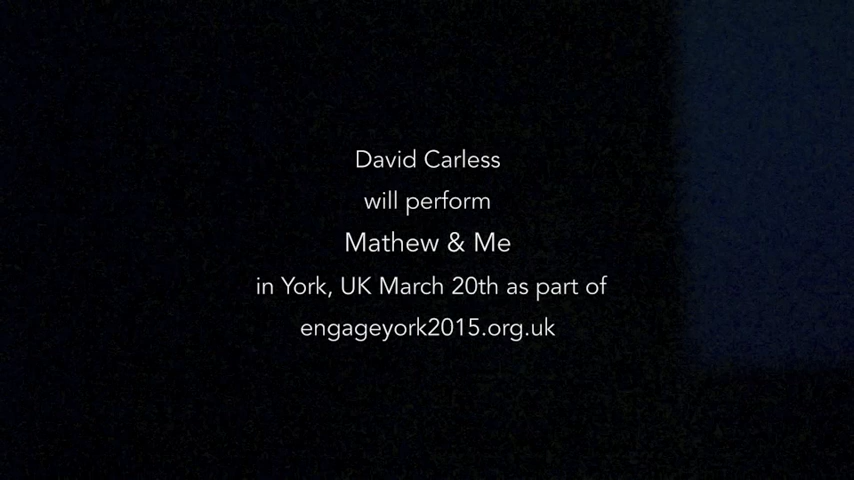 David Carless
will perform
Mathew & Me
in York, UK March 20th as part of
engageyork2015.org.uk